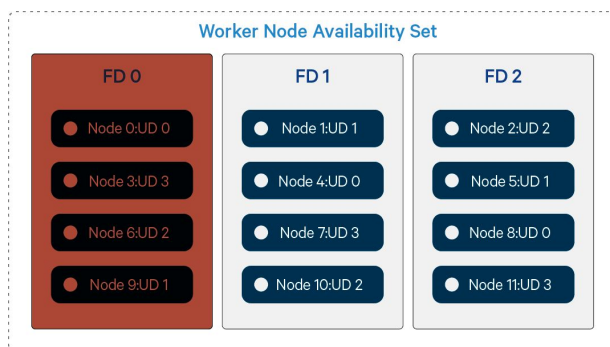 Worker Node Availability Set
FD 0
Node 0:UD 0
Node 3:UD 3
Node 6:UD 2
Node 9:UD 1
FD 1
Node 1:UD 1
Node 4:UD 0
Node 7:UD 3
Node 10:UD 2
FD 2
Node 2:UD 2
Node 5:UD 1
Node 8:UD 0
Node 11:UD 3